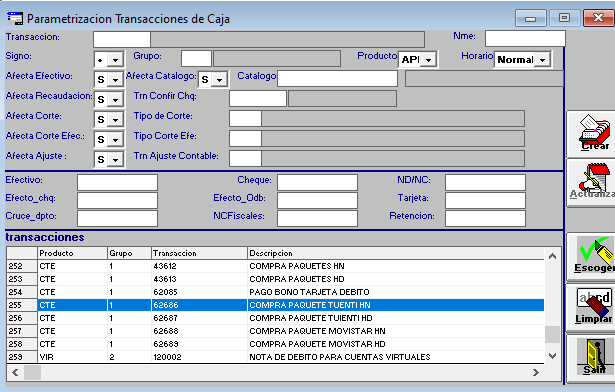 Parametrizacion Transacciones de Caja
Transaccion: Nme:
Signo: + Grupo: Producto API Horario Normal
Afecta Efectivo: S Afecta Catalogo: S Catalogo
Afecta Recaudacion: S Trn Confir Chq:
Afecta Corte: S Tipo de Corte:
Afecta Corte Efec.: S Tipo Corte Efe:
Afecta Ajuste : S Trn Ajuste Contable:
Efectivo: Cheque: ND/NC:
Efecto_chq: Efecto_Odb: Tarjeta:
Cruce_dpto: NCFiscales: Retencion:
Crear
Actualiza
transacciones
Producto Grupo Transaccion Descripcion
252 CTE 1 43612 COMPRA PAQUETES HN
253 CTE 1 43613 COMPRA PAQUETES HD
254 CTE 1 62085 PAGO BONO TARJETA DEBITO
255 CTE 1 62686 COMPRA PAQUETE TUENTI HN
256 CTE 1 62687 COMPRA PAQUETE TUIENTI HD
257 CTE 1 62688 COMPRA PAQUETE MOVISTAR HN
258 CTE 1 62689 COMPRA PAQUETE MOVISTAR HD
259 VIR 2 120002 NOTA DE DEBITO PARA CUENTAS VIRTUALES
Escoger
abcd
Limpiar
Salir